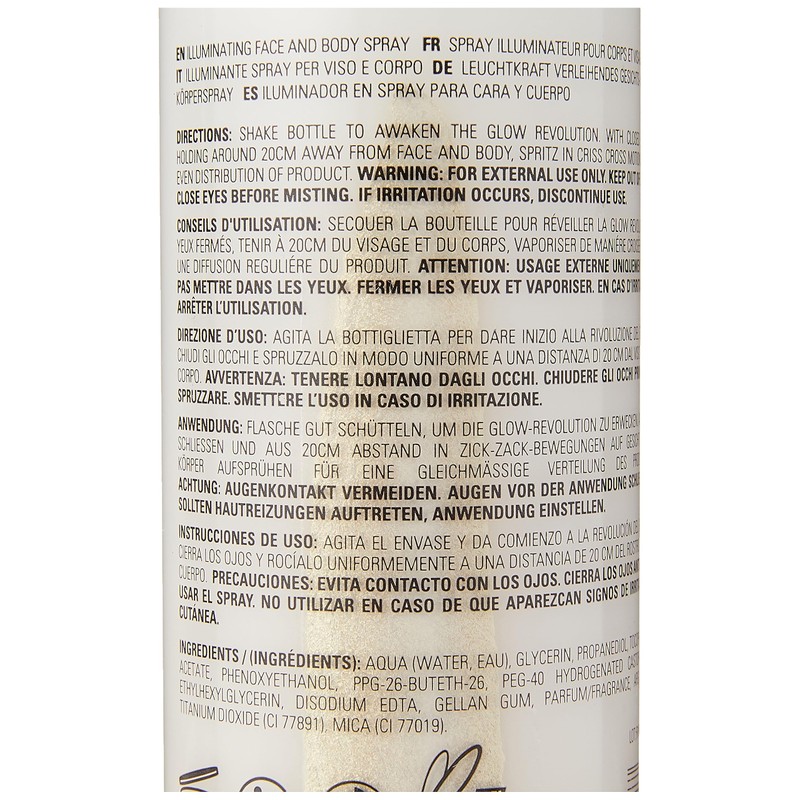 EN ILLUMINATING FACE AND BODY SPRAY FR SPRAY ILLUMINATEUR POUR CORPS ET
IT ILLUMINANTE SPRAY PER VISO E CORPO DE LEUCHTKRAFT VERLEIHENDES
KÖRPERSPRAY ES ILUMINADOR EN SPRAY PARA CARA Y CUERPO
DIRECTIONS: SHAKE BOTTLE TO AWAKEN THE GLOW REVOLUTION. WITH
HOLDING AROUND 20CM AWAY FROM FACE AND BODY, SPRITZ IN CRISS CROSS
EVEN DISTRIBUTION OF PRODUCT. WARNING: FOR EXTERNAL USE ONLY. KEEP OUT
CLOSE EYES BEFORE MISTING. IF IRRITATION OCCURS, DISCONTINUE USE.
CONSEILS D'UTILISATION: SECOUER LA BOUTEILLE POUR RÉVEILLER LA GLOW
YEUX FERMÉS, TENIR À 20CM DU VISAGE ET DU CORPS, VAPORISER DE MANIÈRE
UNE DIFFUSION REGULIÉRE DU PRODUIT. ATTENTION: USAGE EXTERNE
PAS METTRE DANS LES YEUX. FERMER LES YEUX ET VAPORISER. EN CAS
ARRÊTER L'UTILISATION.
DIREZIONE D'USO: AGITA LA BOTTIGLIETTA PER DARE INIZIO ALLA RIVOLUZIONE
CHIUDI GLI OCCHI E SPRUZZALO IN MODO UNIFORME A UNA DISTANZA DI 20 CM DAL
CORPO. AVVERTENZA: TENERE LONTANO DAGLI OCCHI. CHIUDERE GLI OCCHI
SPRUZZARE. SMETTERE L'USO IN CASO DI IRRITAZIONE.
ANWENDUNG: FLASCHE GUT SCHÜTTELN, UM DIE GLOW-REVOLUTION ZU ERWECKEN.
SCHLIESSEN UND AUS 20CM ABSTAND IN ZICK-ZACK-BEWEGUNGEN AUF
KÖRPER AUFSPRÜHEN FÜR EINE GLEICHMÄSSIGE VERTEILUNG DES
ACHTUNG: AUGENKONTAKT VERMEIDEN. AUGEN VOR DER ANWENDUNG
SOLLTEN HAUTREIZUNGEN AUFTRETEN, ANWENDUNG EINSTELLEN.
INSTRUCCIONES DE USO: AGITA EL ENVASE Y DA COMIENZO A LA REVOLUCIÓN DEL
CIERRA LOS OJOS Y ROCÍALO UNIFORMEMENTE A UNA DISTANCIA DE 20 CM DEL
CUERPO. PRECAUCIONES: EVITA CONTACTO CON LOS OJOS. CIERRA LOS OJOS
USAR EL SPRAY. NO UTILIZAR EN CASO DE QUE APAREZCAN SIGNOS DE
CUTÁNEA.
INGREDIENTS / (INGRÉDIENTS): AQUA (WATER, EAU), GLYCERIN, PROPANEDIOL,
ACETATE, PHENOXYETHANOL, PPG-26-BUTETH-26, PEG-40 HYDROGENATED
ETHYLHEXYLGLYCERIN, DISODIUM EDTA, GELLAN GUM, PARFUM/FRAGRANCE
TITANIUM DIOXIDE (CI 77891), MICA (CI 77019).